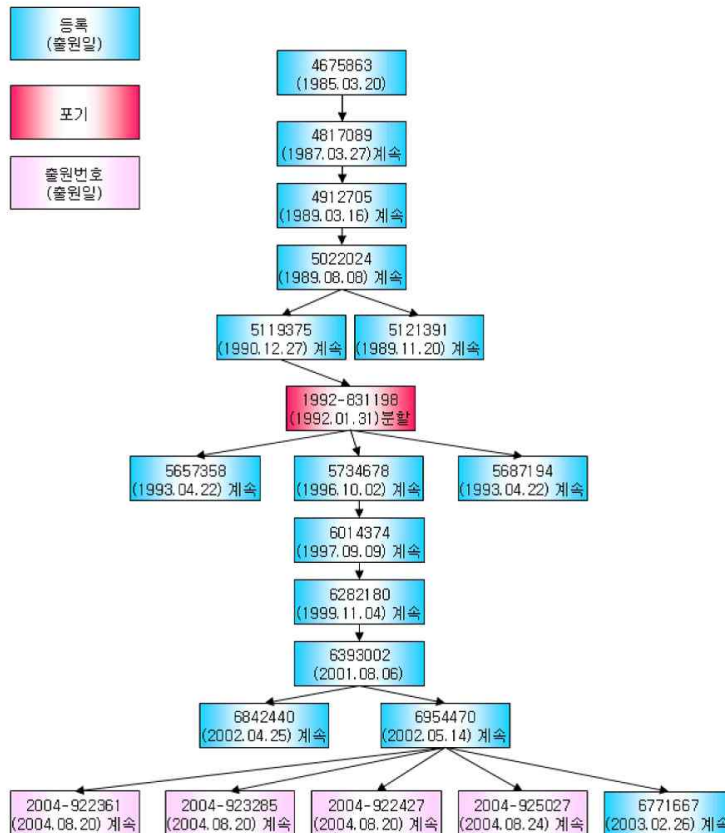 등록
(출원일)
포기
출원번호
(출원일)
4675863
(1985.03.20)
4817089
(1987.03.27)계속
4912705
(1989.03.16) 계속
5022024
(1989.08.08) 계속
5119375
(1990.12.27) 계속
5121391
(1989.11.20) 계속
1992-831198
(1992.01.31)분할
5657358
(1993.04.22) 계속
5734678
(1996.10.02) 계속
5687194
(1993.04.22) 계속
6014374
(1997.09.09) 계속
6282180
(1999.11.04) 계속
6393002
(2001.08.06)
6842440
(2002.04.25) 계속
6954470
(2002.05.14) 계속
2004-922361
(2004.08.20) 계속
2004-923285
(2004.08.20) 계속
2004-922427
(2004.08.20) 계속
2004-925027
(2004.08.24) 계속
6771667
(2003.02.26) 계속